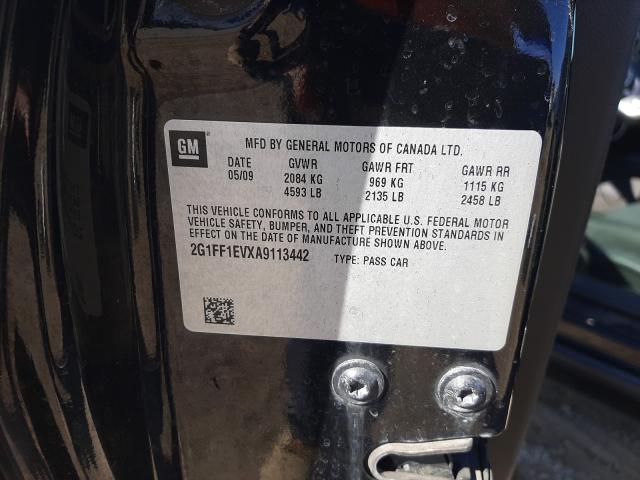 GM
MFD BY GENERAL MOTORS OF CANADA LTD.
DATE GVWR GAWR FRT GAWR RR
05/09 2084 KG 969 KG 1115 KG
4593 LB 2135 LB 2458 LB
THIS VEHICLE CONFORMS TO ALL APPLICABLE U.S. FEDERAL MOTOR
VEHICLE SAFETY, BUMPER, AND THEFT PREVENTION STANDARDS IN
EFFECT ON THE DATE OF MANUFACTURE SHOWN ABOVE.
2G1FF1EVXA9113442 TYPE: PASS CAR